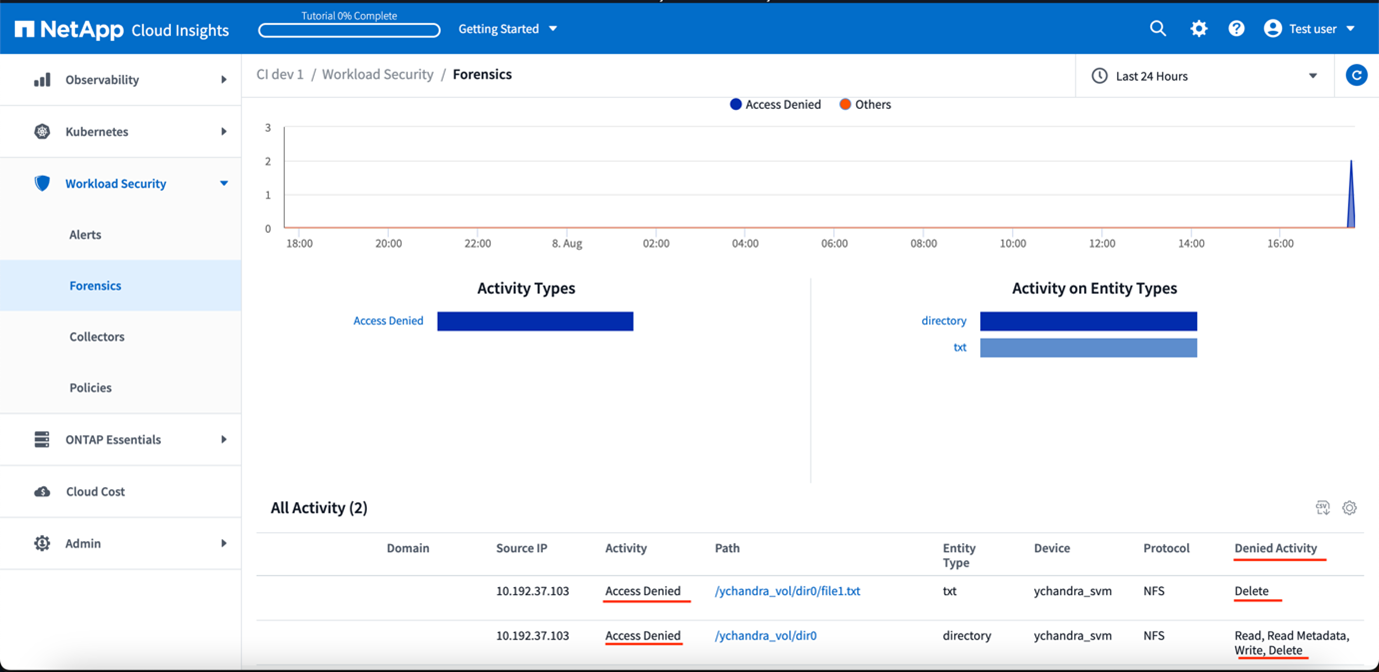 NetApp Cloud Insights
Tutorial 0% Complete
Getting Started
Test user
Observability
Kubernetes
Workload Security
Alerts
Forensics
Collectors
Policies
ONTAP Essentials
Cloud Cost
Admin
CI dev 1 / Workload Security / Forensics
Last 24 Hours
Access Denied Others
3
2
1
0
18:00 20:00 22:00 8. Aug 02:00 04:00 06:00 08:00 10:00 12:00 14:00 16:00
Activity Types
Access Denied
Activity on Entity Types
directory
txt
All Activity (2)
CSV
Domain Source IP Activity Path Entity Type Device Protocol Denied Activity
10.192.37.103 Access Denied /ychandra_vol/dir0/file1.txt txt ychandra_svm NFS Delete
10.192.37.103 Access Denied /ychandra_vol/dir0 directory ychandra_svm NFS Read, Read Metadata,
Write, Delete